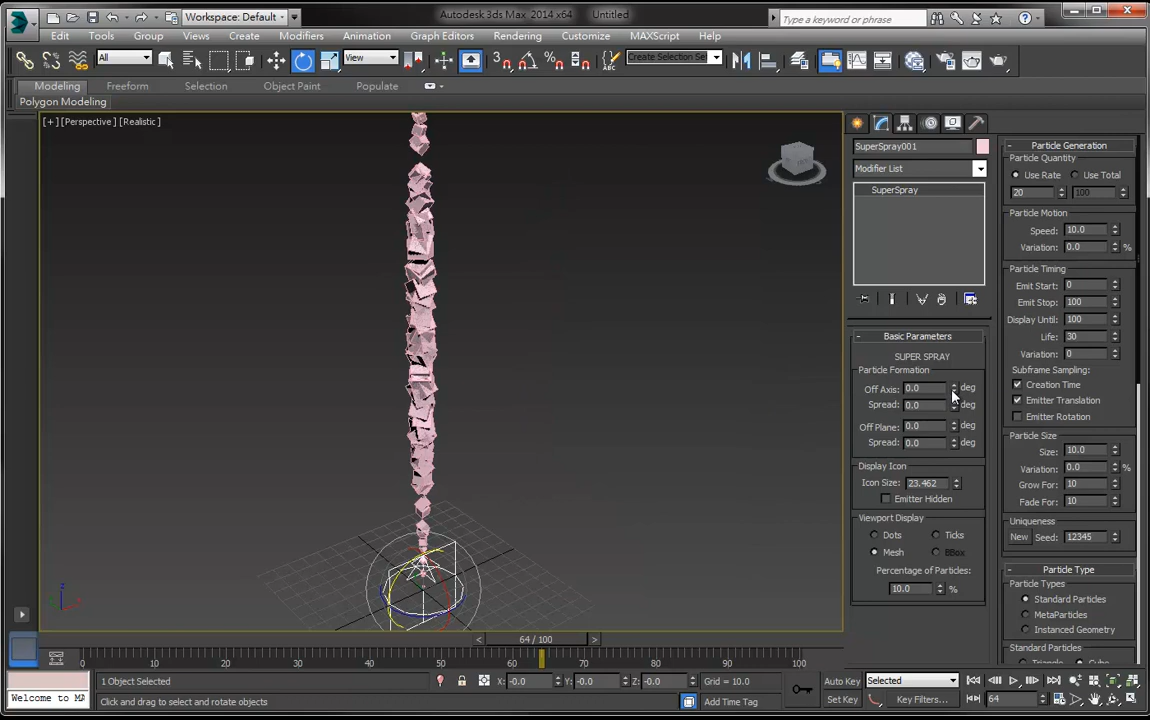 Workspace: Default
Autodesk 3ds Max 2014 x64 Untitled
Type a keyword or phrase
Edit Tools Group Views Create Modifiers Animation Graph Editors Rendering Customize MAXScript Help
All View Create Selection Se
Modeling Freeform Selection Object Paint Populate
Polygon Modeling
[+] [Perspective] [Realistic]
SuperSpray001
Modifier List
SuperSpray
Basic Parameters
SUPER SPRAY
Particle Formation
Off Axis: 0.0 deg
Spread: 0.0 deg
Off Plane: 0.0 deg
Spread: 0.0 deg
Display Icon
Icon Size: 23.462
Emitter Hidden
Viewport Display
Dots Ticks
Mesh BBox
Percentage of Particles:
10.0 %
Particle Generation
Particle Quantity
Use Rate Use Total
20 100
Particle Motion
Speed: 10.0
Variation: 0.0 %
Particle Timing
Emit Start: 0
Emit Stop: 100
Display Until: 100
Life: 30
Variation: 0
Subframe Sampling:
Creation Time
Emitter Translation
Emitter Rotation
Particle Size
Size: 10.0
Variation: 0.0 %
Grow For: 10
Fade For: 10
Uniqueness
New Seed: 12345
Particle Type
Particle Types
Standard Particles
MetaParticles
Instanced Geometry
Standard Particles
Triangle Cube
z
< 64 / 100 >
0 10 20 30 40 50 60 70 80 90 100
1 Object Selected X: -0.0 Y: -0.0 Z: -0.0 Grid = 10.0 Auto Key Selected
Welcome to MA Click and drag to select and rotate objects Add Time Tag Set Key Key Filters... 64